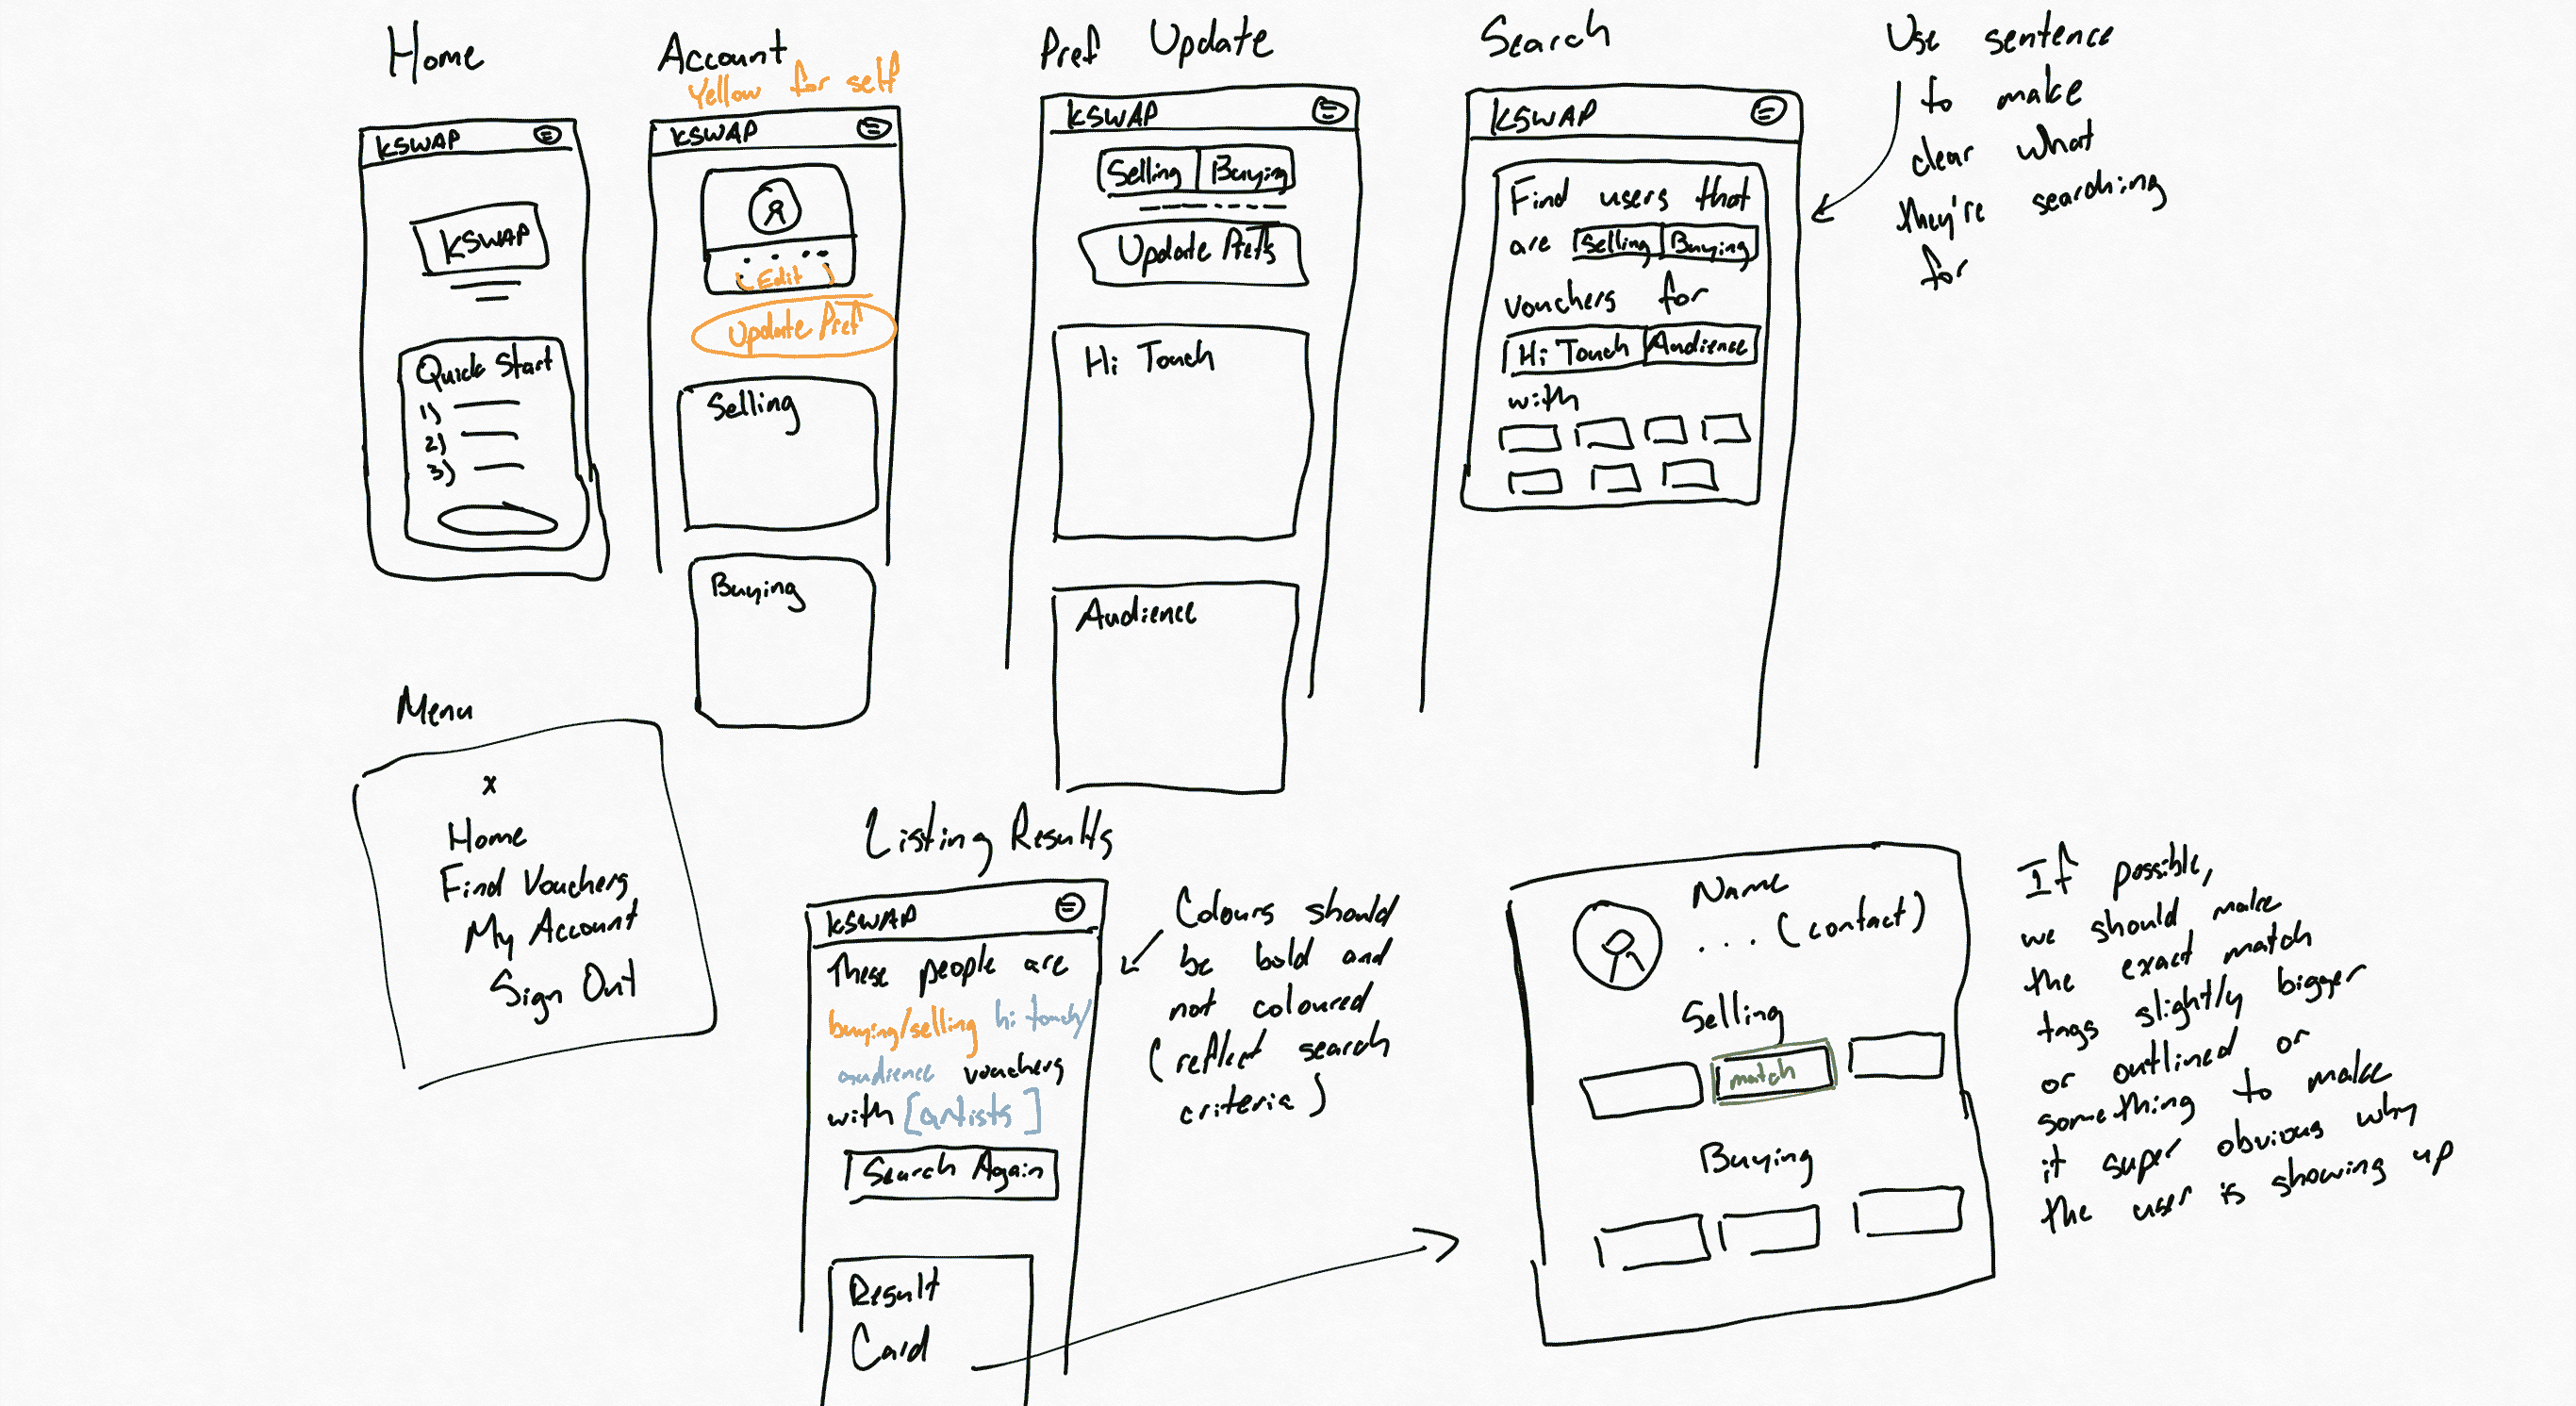 Home
KSWAP
KSWAP
Quick Start
1)
2)
3)
Account
Yellow for self
KSWAP
(Edit)
Update Pref
Selling
Buying
Pref Update
KSWAP
Selling Buying
Update Prefs
Hi Touch
Audience
Search
KSWAP
Find users that
are Selling Buying
vouchers for
Hi Touch Audience
with
Use sentence
to make
clear what
they're searching
for
Menu
x
Home
Find Vouchers
My Account
Sign Out
Listing Results
KSWAP
These people are
buying/selling hi touch/
audience vouchers
with [artists]
Search Again
Result
Card
Colours should
be bold and
not coloured
(reflect search
criteria)
Name
... (contact)
Selling
match
Buying
If possible,
we should make
the exact match
tags slightly bigger
or outlined or
something to make
it super obvious why
the user is showing up